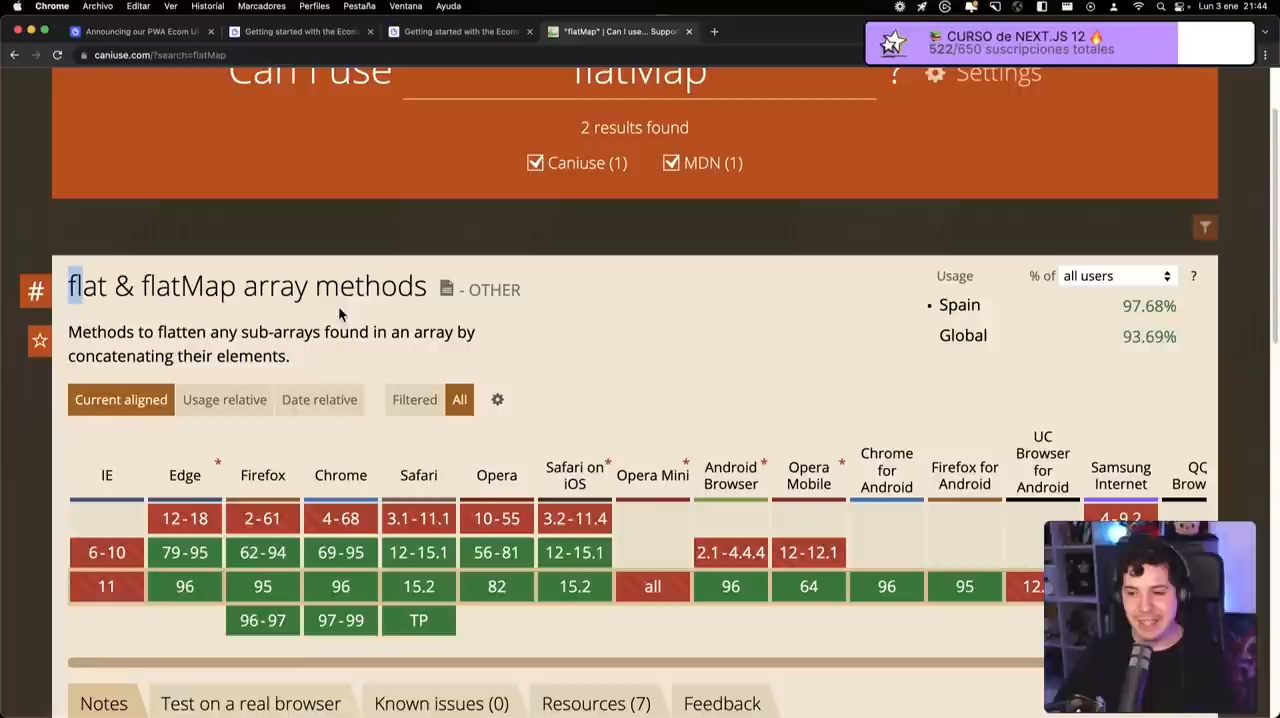 Chrome Archivo Editar Ver Historial Marcadores Perfiles Pestaña Ventana Ayuda
Lun 3 ene 21:44
Announcing our PWA Ecom UI
Getting started with the Ecom
Getting started with the Ecom
"flatMap" | Can I use... Suppor
CURSO de NEXT.JS 12
522/650 suscripciones totales
caniuse.com/?search=flatMap
Can I use flatMap ? Settings
2 results found
Caniuse (1) MDN (1)
#
flat & flatMap array methods - OTHER
Usage % of all users ?
Spain 97.68%
Global 93.69%
Methods to flatten any sub-arrays found in an array by
concatenating their elements.
Current aligned Usage relative Date relative Filtered All
IE Edge * Firefox Chrome Safari Opera Safari on iOS * Opera Mini Android Browser * Opera Mobile * Chrome for Android Firefox for Android UC Browser for Android Samsung Internet QQ Brow
12-18 2-61 4-68 3.1-11.1 10-55 3.2-11.4 4-9.2
6-10 79-95 62-94 69-95 12-15.1 56-81 12-15.1 2.1-4.4.4 12-12.1
11 96 95 96 15.2 82 15.2 all 96 64 96 95 12.
96-97 97-99 TP
Notes Test on a real browser Known issues (0) Resources (7) Feedback